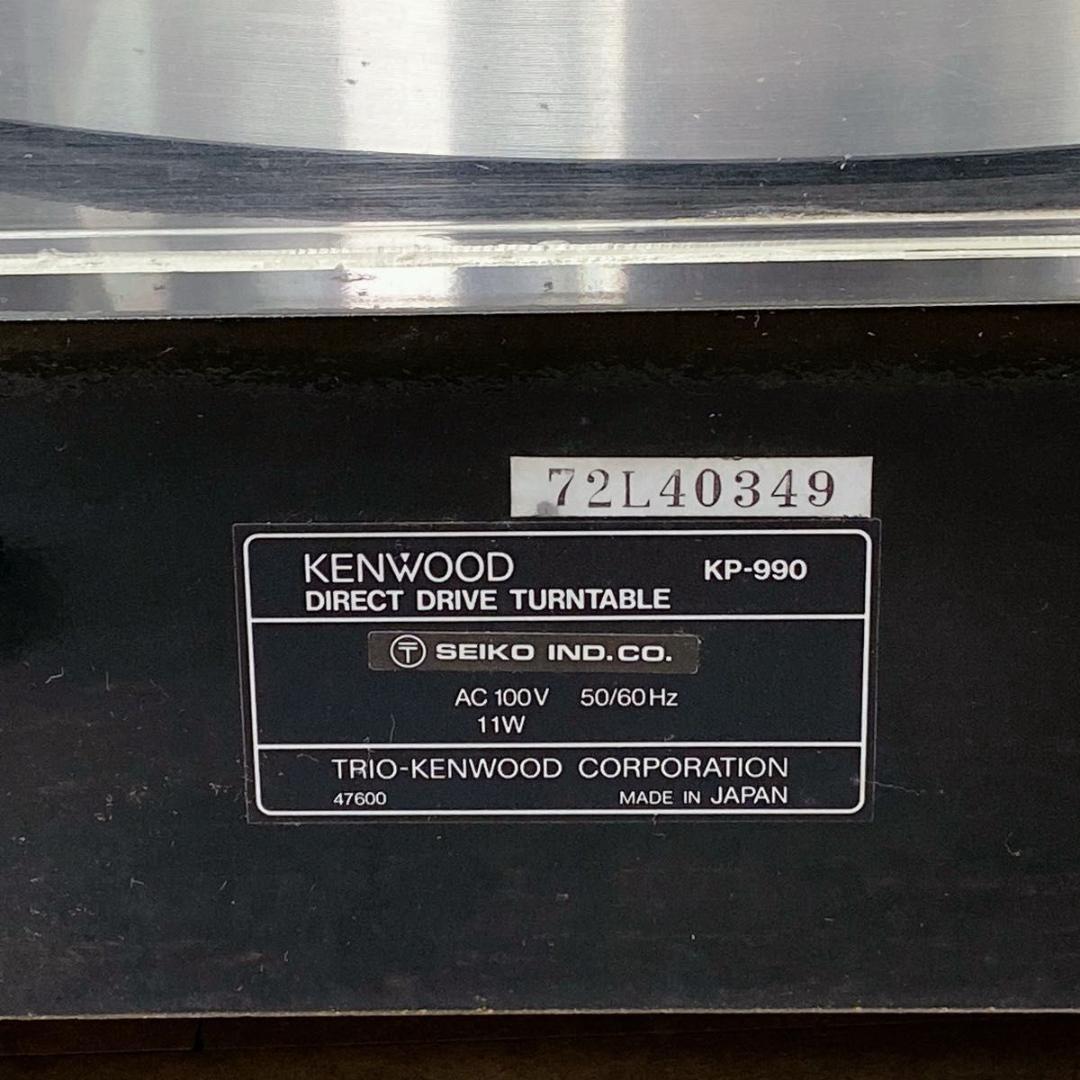 72L40349
KENWOOD KP-990
DIRECT DRIVE TURNTABLE
SEIKO IND. CO.
AC 100V 50/60Hz
11W
TRIO-KENWOOD CORPORATION
47600 MADE IN JAPAN